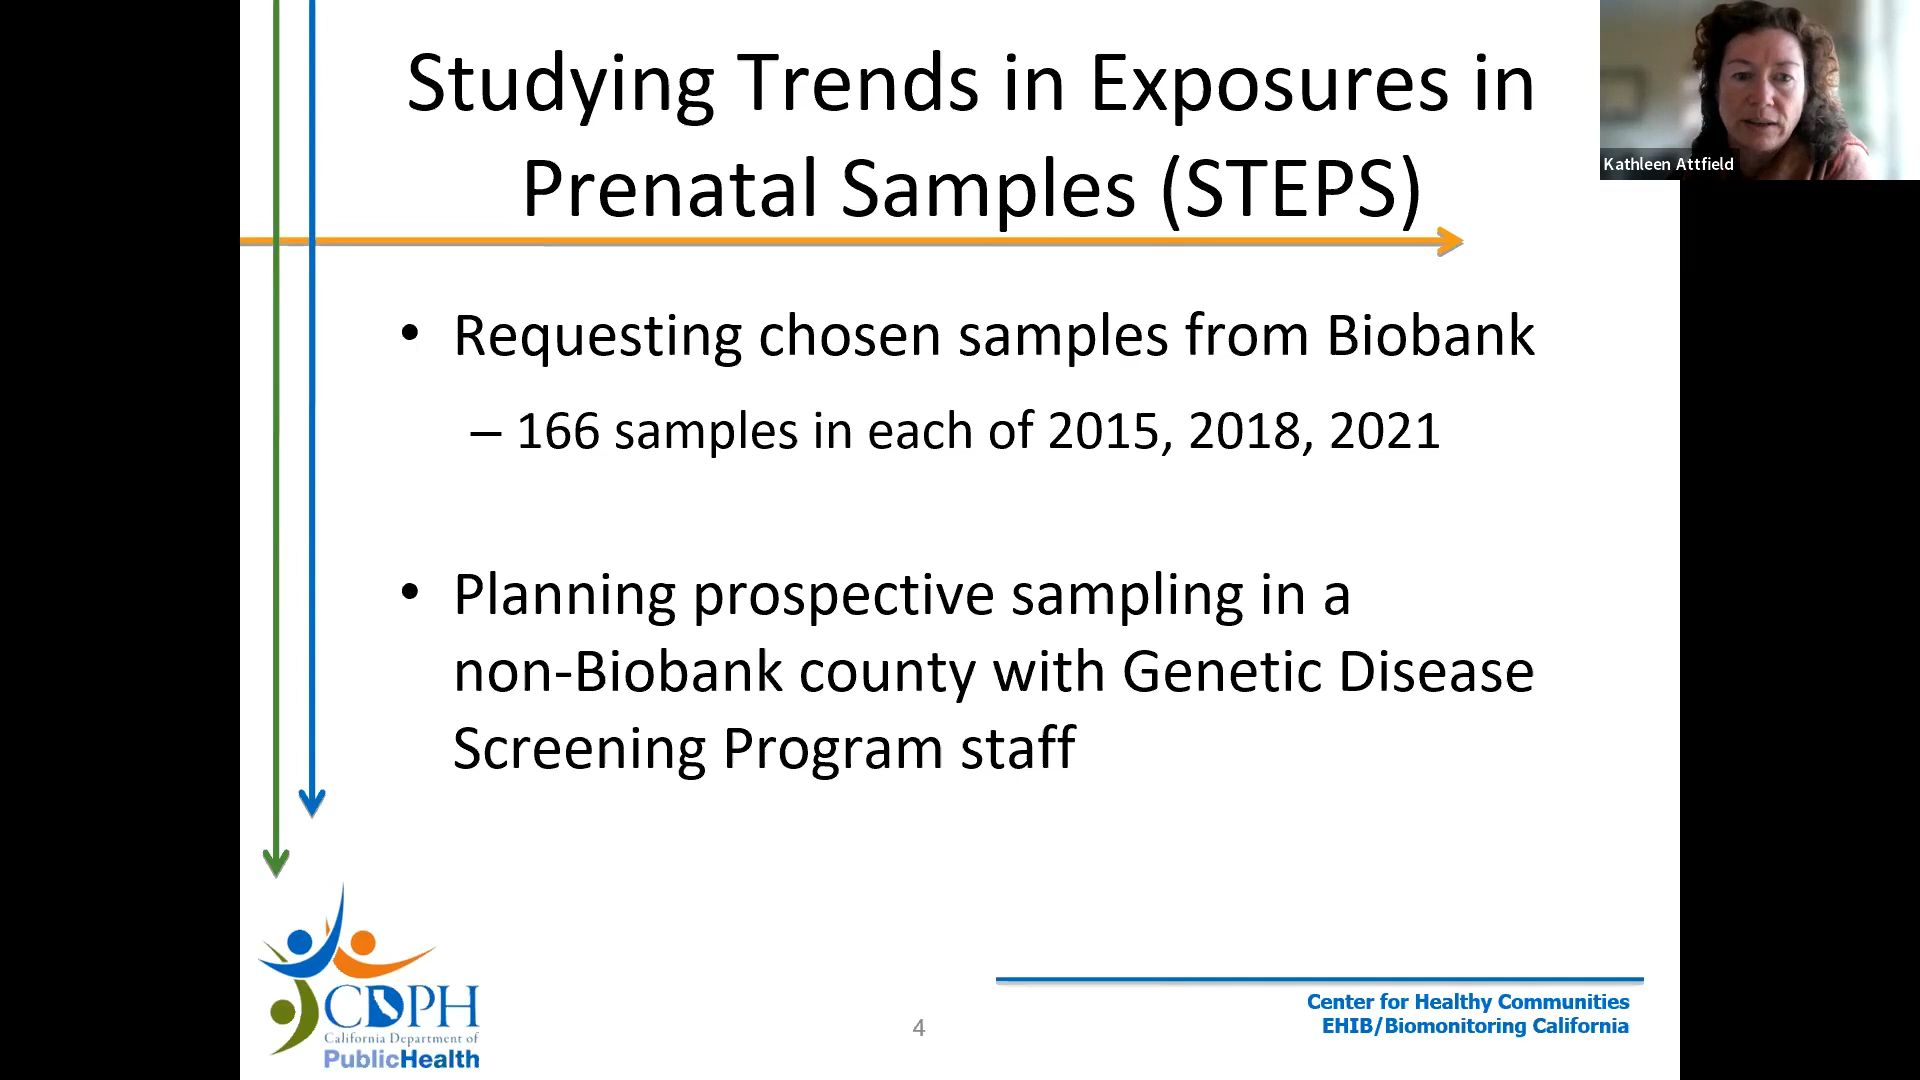 Studying Trends in Exposures in
Prenatal Samples (STEPS)
Kathleen Attfield
• Requesting chosen samples from Biobank
– 166 samples in each of 2015, 2018, 2021
• Planning prospective sampling in a
non-Biobank county with Genetic Disease
Screening Program staff
CDPH
California Department of
PublicHealth
4
Center for Healthy Communities
EHIB/Biomonitoring California